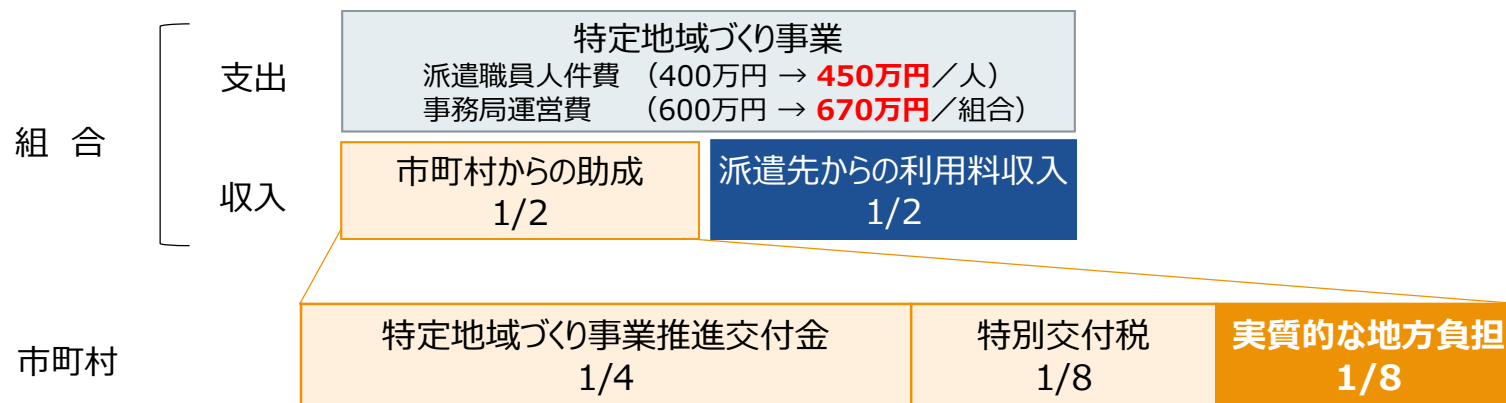 特定地域づくり事業
支出
派遣職員人件費 （400万円 → 450万円／人）
事務局運営費 （600万円 → 670万円／組合）
組 合
収入
市町村からの助成
1/2
派遣先からの利用料収入
1/2
市町村
特定地域づくり事業推進交付金
1/4
特別交付税
1/8
実質的な地方負担
1/8